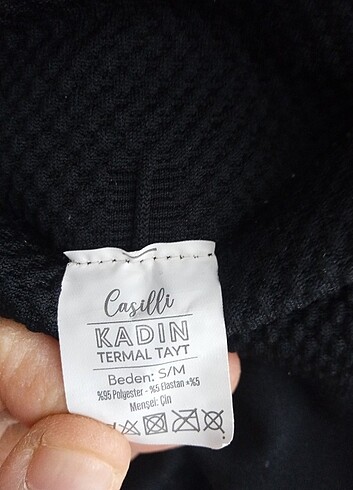 Casilli
KADIN
TERMAL TAYT
Beden: S/M
%95 Polyester - %5 Elastan ±%5
Menşei: Çin